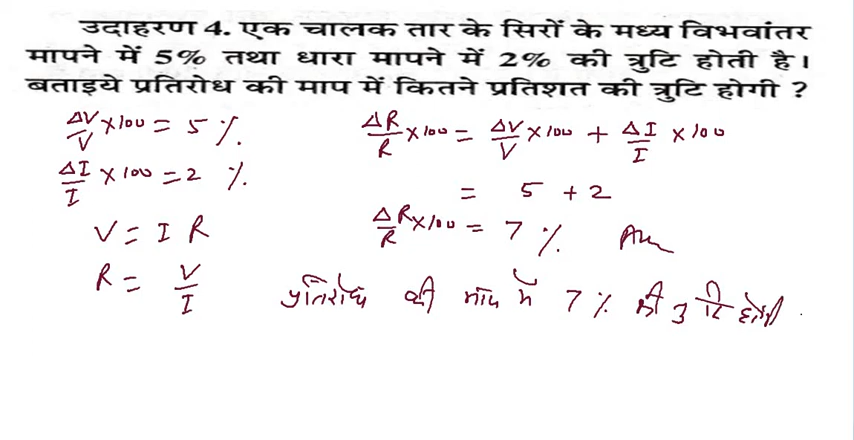 उदाहरण 4. एक चालक तार के सिरों के मध्य विभवांतर
मापने में 5% तथा धारा मापने में 2% की त्रुटि होती है।
बताइये प्रतिरोध की माप में कितने प्रतिशत की त्रुटि होगी ?
ΔV/V × 100 = 5 %.
ΔI/I × 100 = 2 %.
V = I R
R = V/I
ΔR/R × 100 = ΔV/V × 100 + ΔI/I × 100
= 5 + 2
ΔR/R × 100 = 7 % Ans
प्रतिरोध की माप में 7 % की त्रुटि होगी .